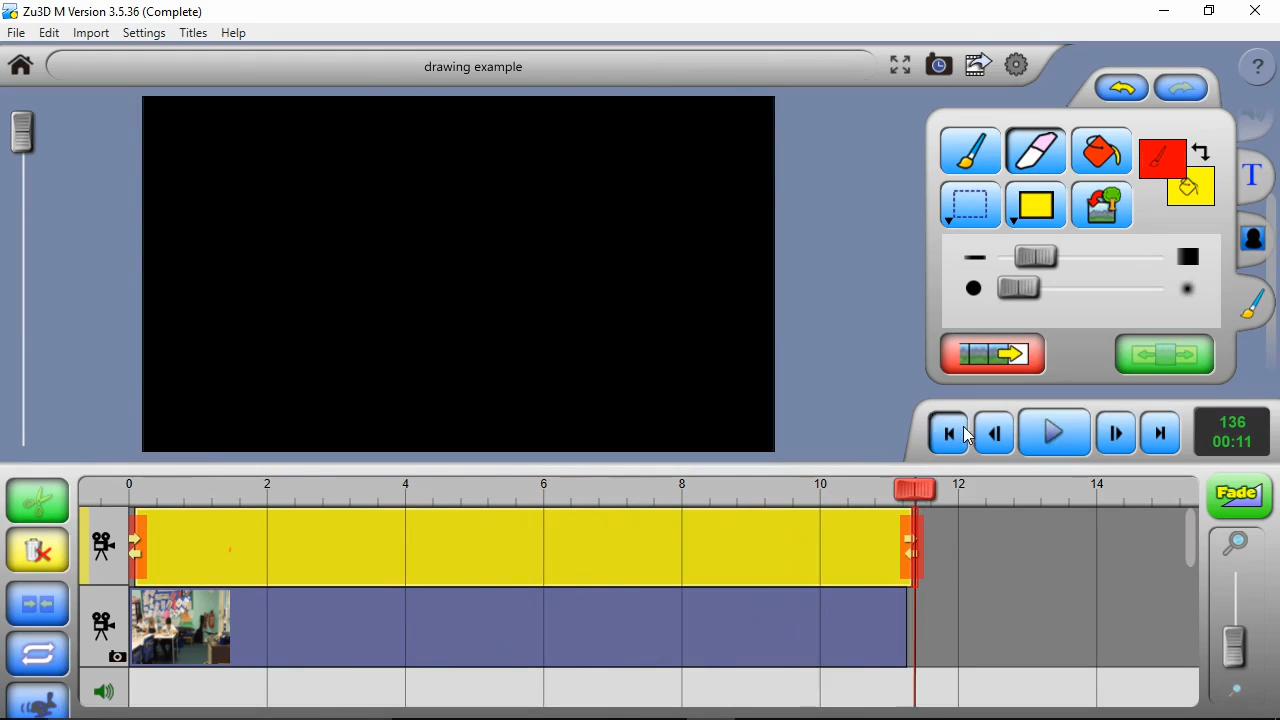 Zu3D M Version 3.5.36 (Complete)
File Edit Import Settings Titles Help
drawing example
?
T
136
00:11
0 2 4 6 8 10 12 14
Fade